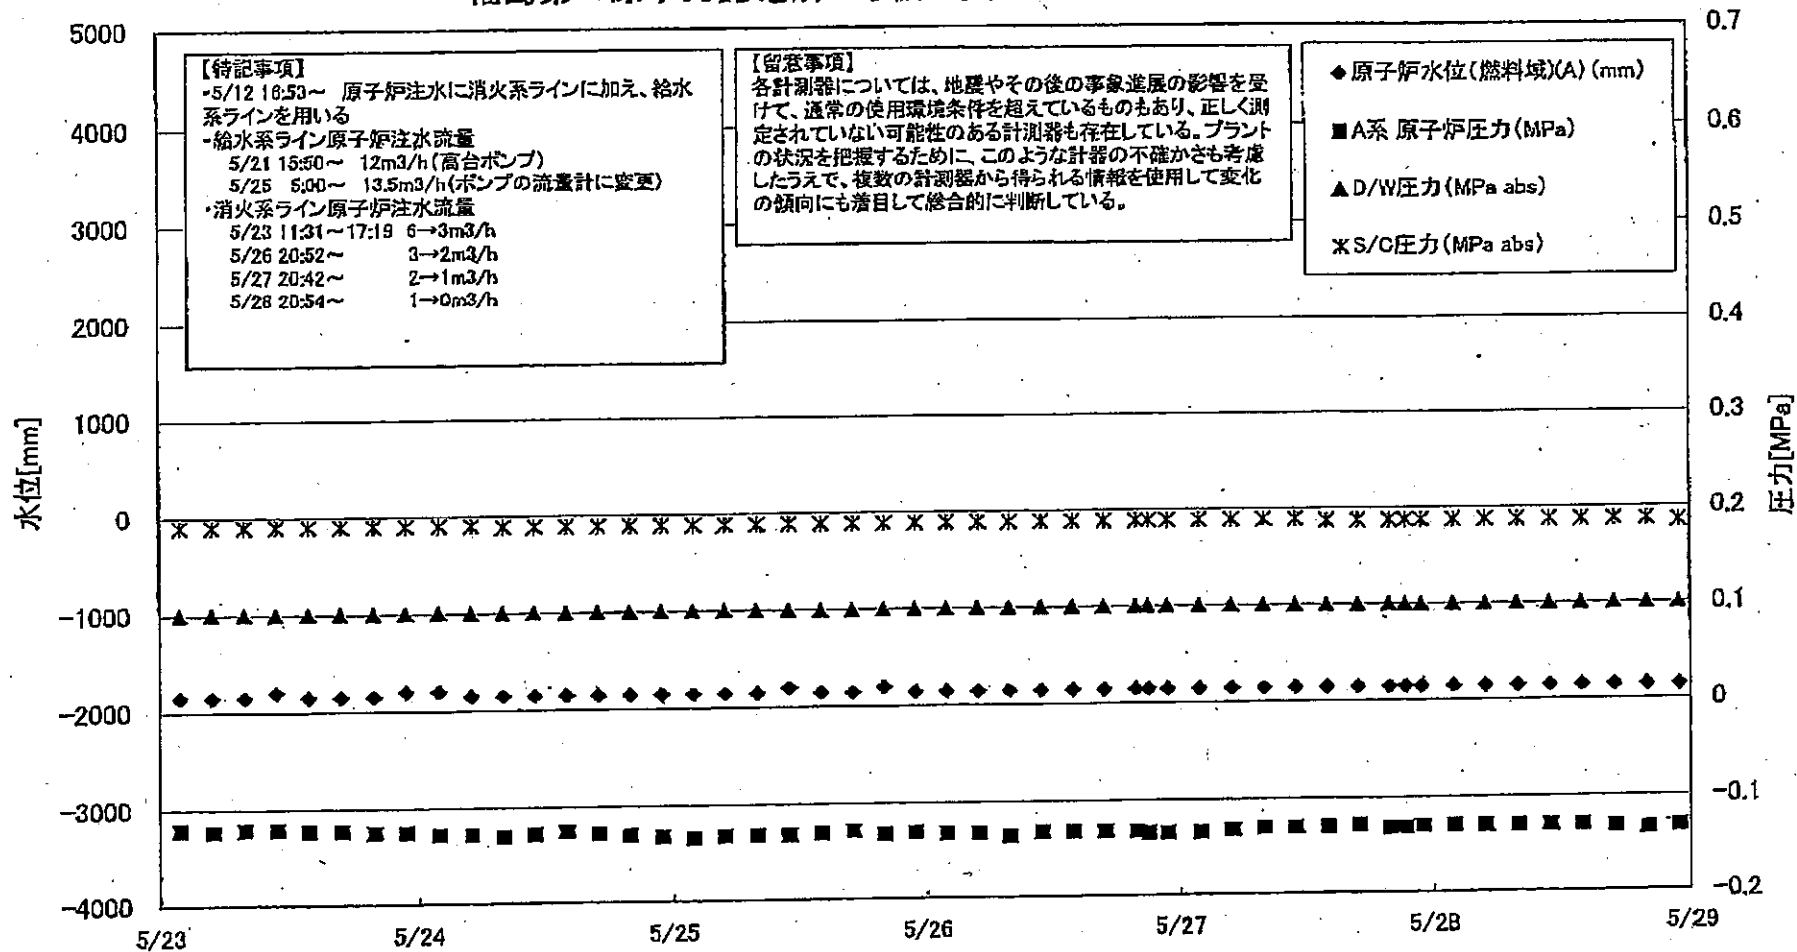 【特記事項】
・5/12 16:53～ 原子炉注水に消火系ラインに加え、給水
系ラインを用いる
・給水系ライン原子炉注水流量
5/21 15:50～ 12m3/h(高台ポンプ)
5/25 5:00～ 13.5m3/h(ポンプの流量計に変更)
・消火系ライン原子炉注水流量
5/23 11:31～17:19 6→3m3/h
5/26 20:52～ 3→2m3/h
5/27 20:42～ 2→1m3/h
5/28 20:54～ 1→0m3/h
【留意事項】
各計測器については、地震やその後の事象進展の影響を受
けて、通常の使用環境条件を超えているものもあり、正しく測
定されていない可能性のある計測器も存在している。プラント
の状況を把握するために、このような計器の不確かさも考慮
したうえで、複数の計測器から得られる情報を使用して変化
の傾向にも着目して総合的に判断している。
◆原子炉水位(燃料域)(A)(mm)
■A系 原子炉圧力(MPa)
▲D/W圧力(MPa abs)
S/C圧力(MPa abs)
水位[mm]
5000
4000
3000
2000
1000
0
-1000
-2000
-3000
-4000
圧力[MPa]
0.7
0.6
0.5
0.4
0.3
0.2
0.1
0
-0.1
-0.2
5/23
5/24
5/25
5/26
5/27
5/28
5/29